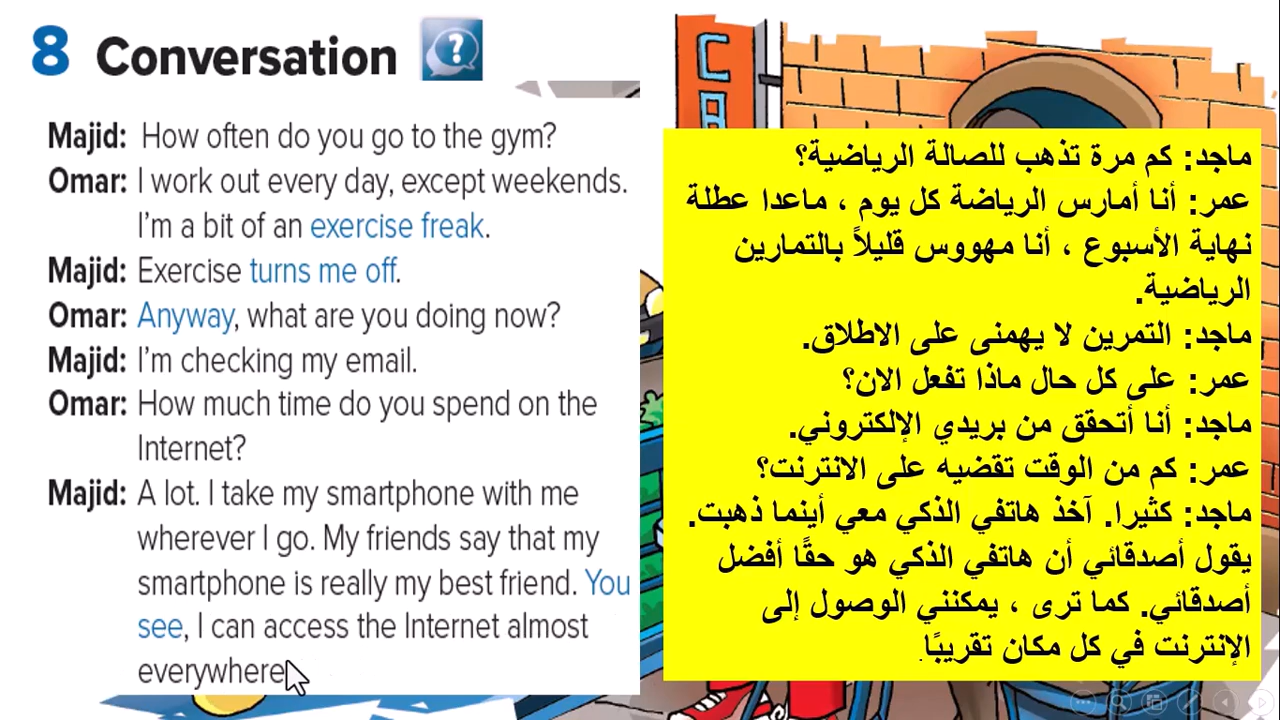 8 Conversation
Majid: How often do you go to the gym?
Omar: I work out every day, except weekends.
I'm a bit of an exercise freak.
Majid: Exercise turns me off.
Omar: Anyway, what are you doing now?
Majid: I'm checking my email.
Omar: How much time do you spend on the
Internet?
Majid: A lot. I take my smartphone with me
wherever I go. My friends say that my
smartphone is really my best friend. You
see, I can access the Internet almost
everywhere
ماجد: كم مرة تذهب للصالة الرياضية؟
عمر: أنا أمارس الرياضة كل يوم ، ماعدا عطلة
نهاية الأسبوع ، أنا مهووس قليلاً بالتمارين
الرياضية.
ماجد: التمرين لا يهمنى على الاطلاق.
عمر: على كل حال ماذا تفعل الان؟
ماجد: أنا أتحقق من بريدي الإلكتروني.
عمر: كم من الوقت تقضيه على الانترنت؟
ماجد: كثيرا. آخذ هاتفي الذكي معي أينما ذهبت.
يقول أصدقائي أن هاتفي الذكي هو حقًا أفضل
أصدقائي. كما ترى ، يمكنني الوصول إلى
الإنترنت في كل مكان تقريبًا.